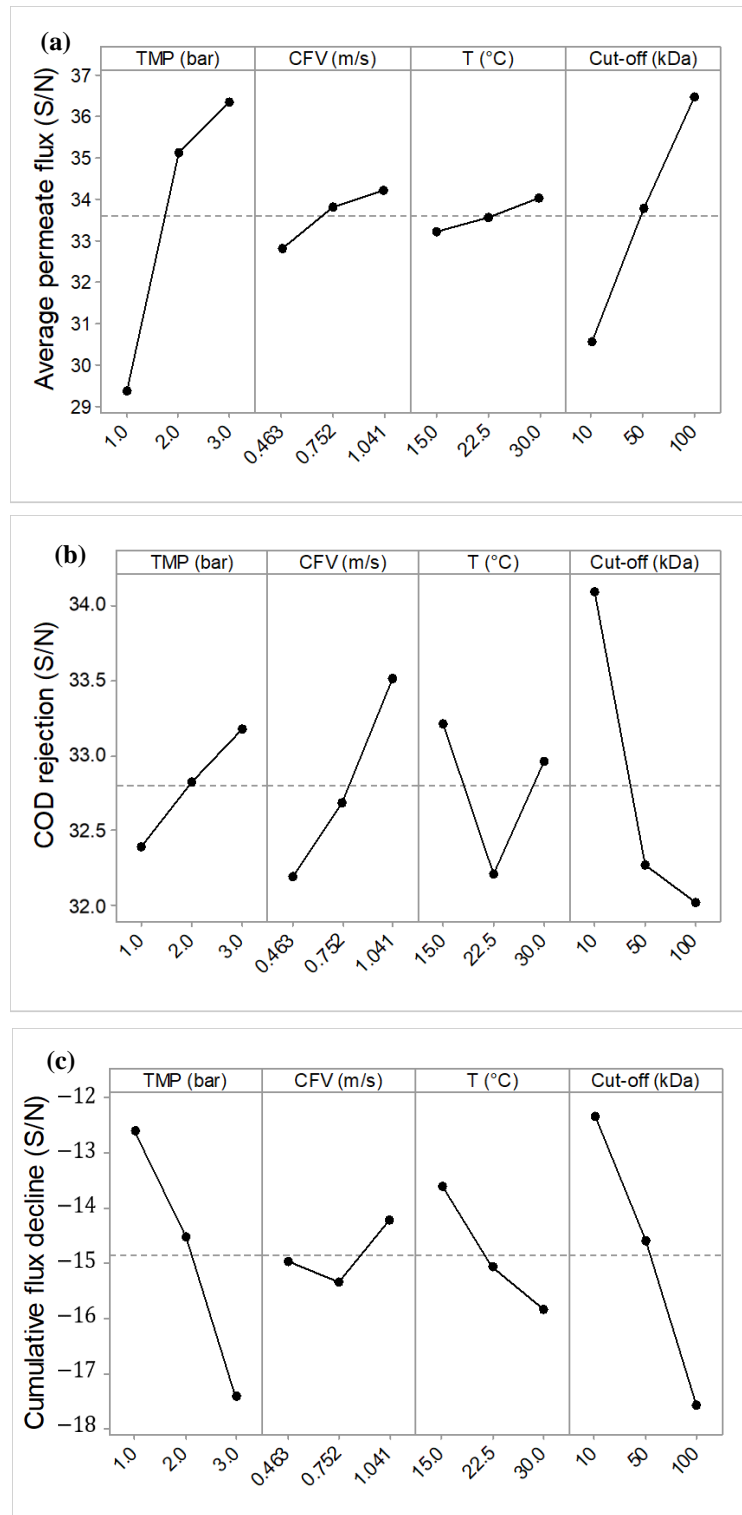 (a)
TMP (bar) CFV (m/s) T (°C) Cut-off (kDa)
Average permeate flux (S/N)
37
36
35
34
33
32
31
30
29
1.0 2.0 3.0 0.463 0.752 1.041 15.0 22.5 30.0 10 50 100
(b)
TMP (bar) CFV (m/s) T (°C) Cut-off (kDa)
COD rejection (S/N)
34.0
33.5
33.0
32.5
32.0
1.0 2.0 3.0 0.463 0.752 1.041 15.0 22.5 30.0 10 50 100
(c)
TMP (bar) CFV (m/s) T (°C) Cut-off (kDa)
Cumulative flux decline (S/N)
−12
−13
−14
−15
−16
−17
−18
1.0 2.0 3.0 0.463 0.752 1.041 15.0 22.5 30.0 10 50 100